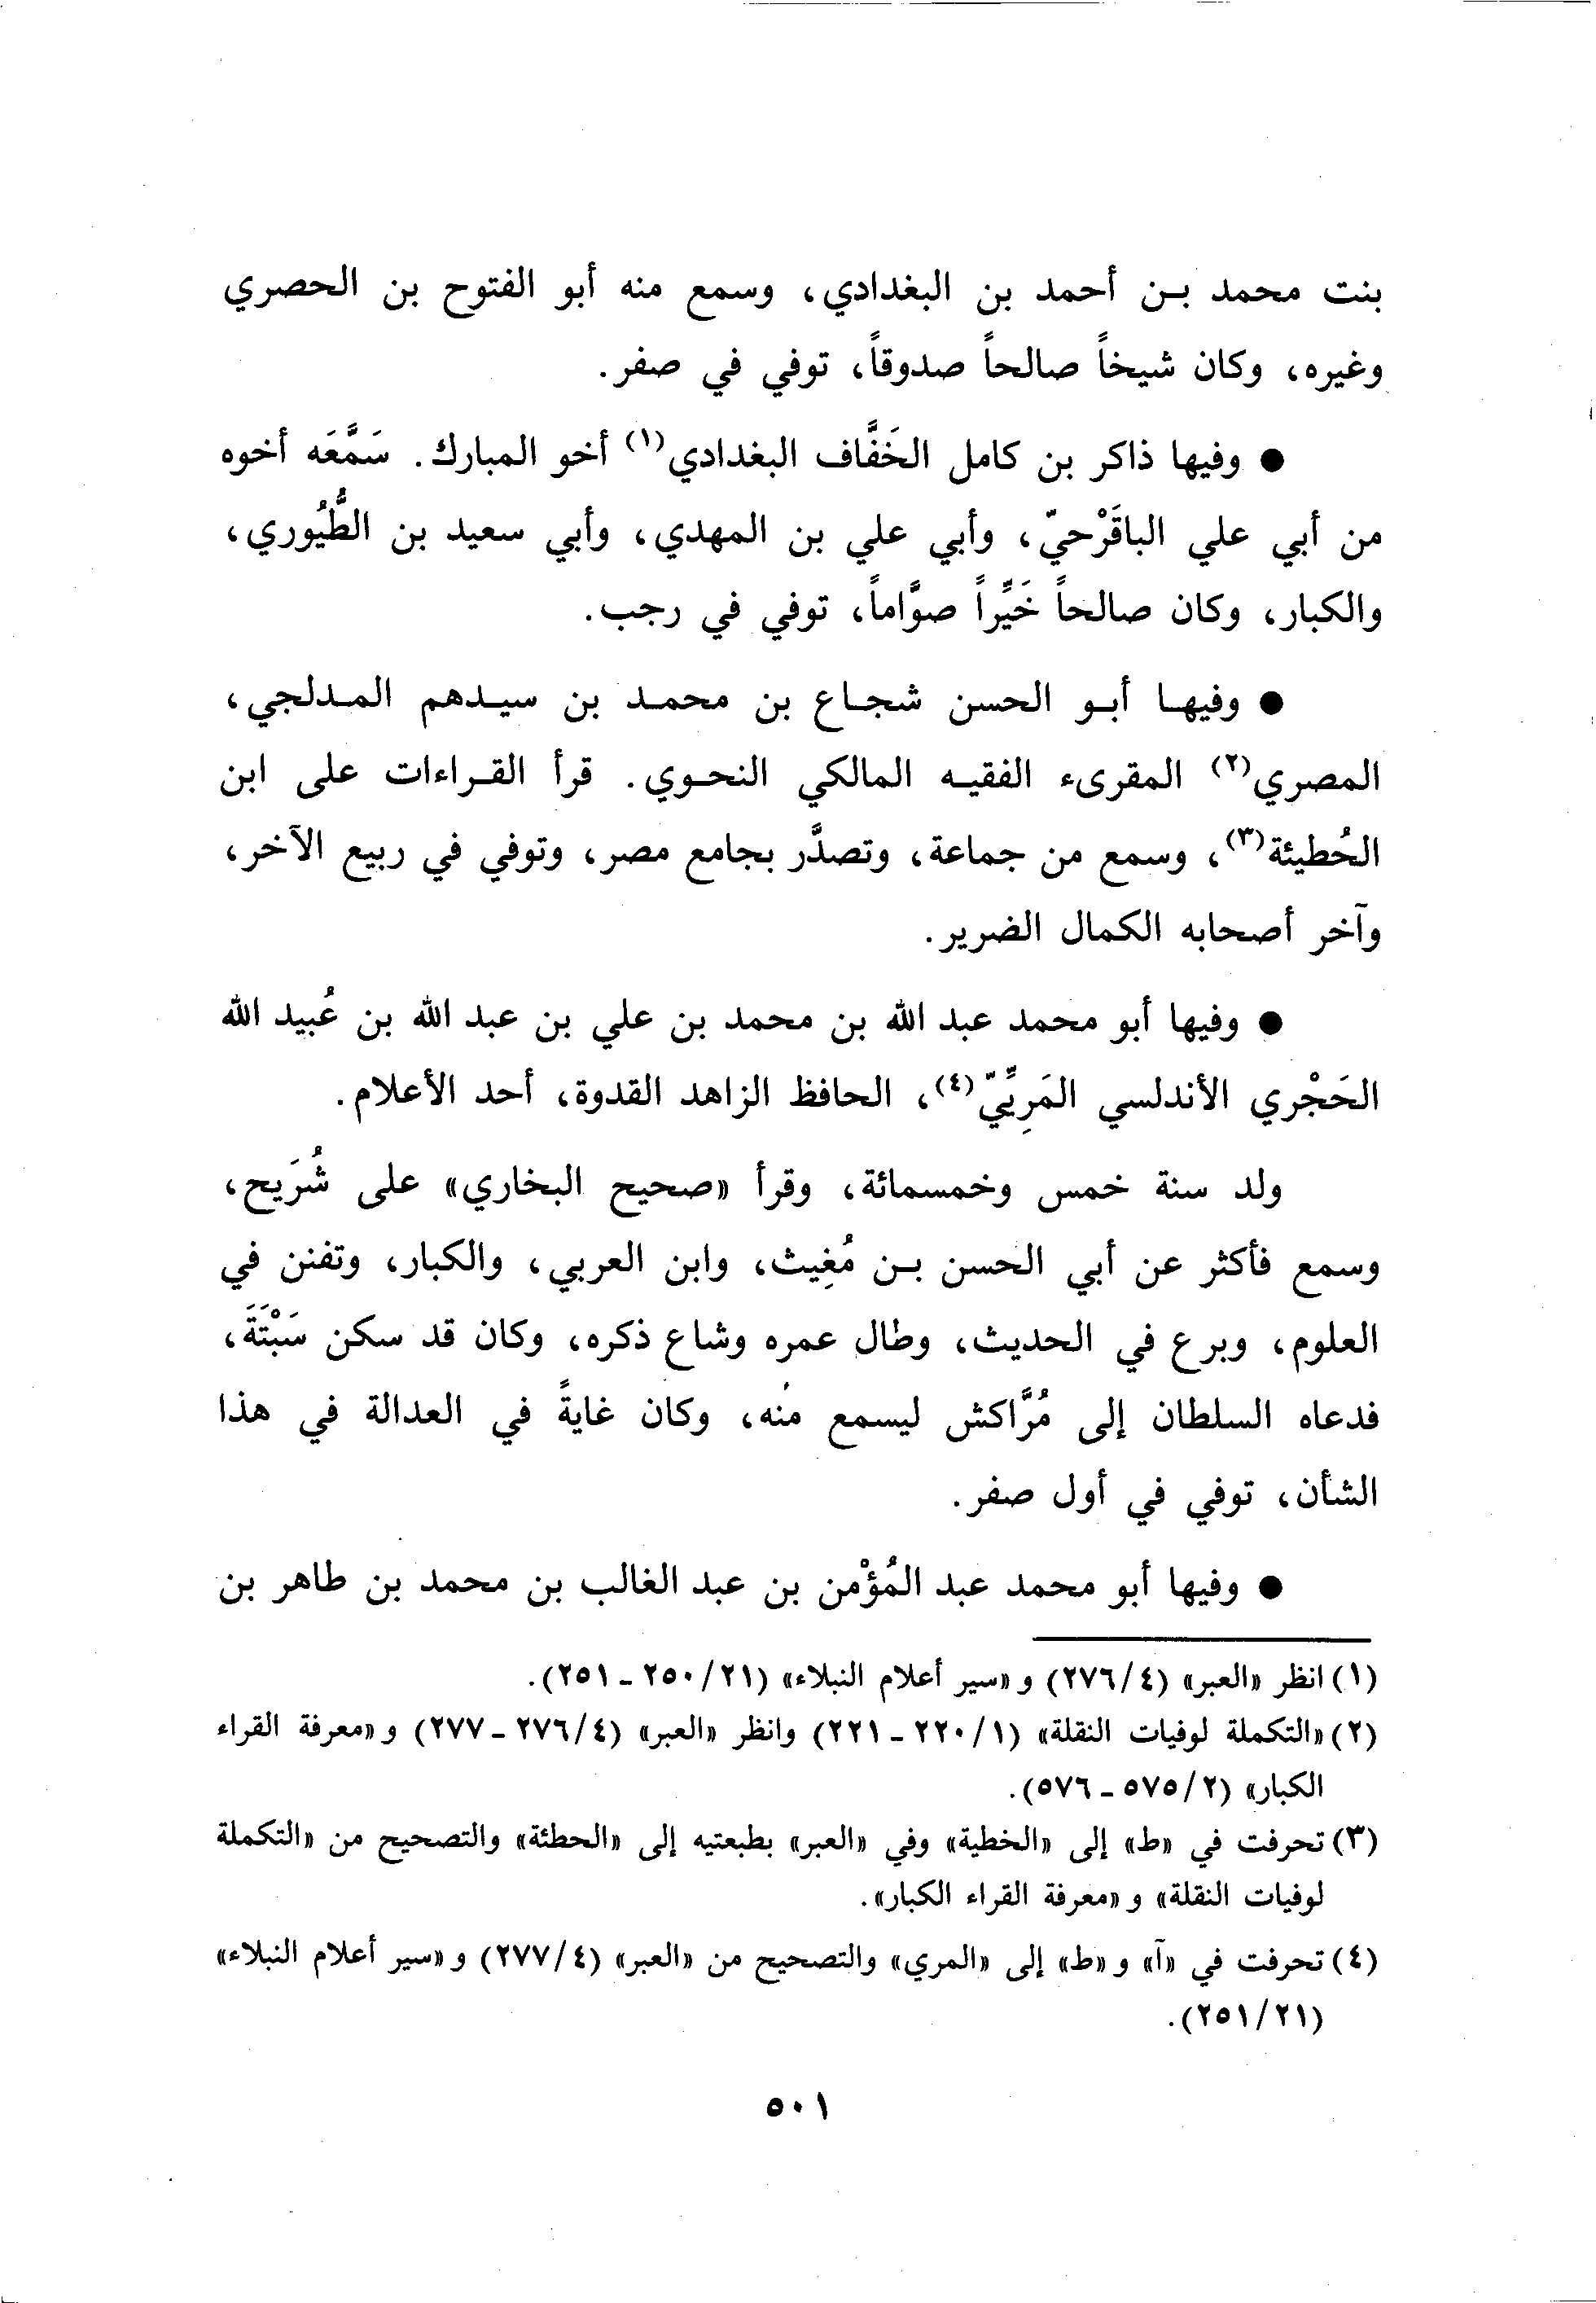 بنت محمد بن أحمد بن البغدادي، وسمع منه أبو الفتوح بن الحصري
وغيره، وكان شيخاً صالحاً صدوقاً، توفي في صفر.
● وفيها ذاكر بن كامل الخَفَّاف البغدادي(١) أخو المبارك. سَمَّعَه أخوه
من أبي علي الباقَرْحيّ، وأبي علي بن المهدي، وأبي سعيد بن الطُّيُوري،
والكبار، وكان صالحاً خَيِّراً صوَّاماً، توفي في رجب.
● وفيها أبو الحسن شجاع بن محمد بن سيدهم المدلجي،
المصري(٢) المقرىء الفقيه المالكي النحوي. قرأ القراءات على ابن
الحُطيئة(٣)، وسمع من جماعة، وتصدَّر بجامع مصر، وتوفي في ربيع الآخر،
وآخر أصحابه الكمال الضرير.
● وفيها أبو محمد عبد الله بن محمد بن علي بن عبد الله بن عُبيد الله
الحَجْري الأندلسي المَرِيِّيّ(٤)، الحافظ الزاهد القدوة، أحد الأعلام.
ولد سنة خمس وخمسمائة، وقرأ «صحيح البخاري» على شُرَيح،
وسمع فأكثر عن أبي الحسن بن مُغِيث، وابن العربي، والكبار، وتفنن في
العلوم، وبرع في الحديث، وطال عمره وشاع ذكره، وكان قد سكن سَبْتَةَ،
فدعاه السلطان إلى مُرَّاكش ليسمع منه، وكان غايةً في العدالة في هذا
الشأن، توفي في أول صفر.
● وفيها أبو محمد عبد المُؤْمن بن عبد الغالب بن محمد بن طاهر بن
(١) انظر «العبر» (٤/٢٧٦) و «سير أعلام النبلاء» (٢١/٢٥٠ - ٢٥١).
(٢) «التكملة لوفيات النقلة» (١/٢٢٠ - ٢٢١) وانظر «العبر» (٤/٢٧٦ - ٢٧٧) و «معرفة القراء
الكبار» (٢/٥٧٥ - ٥٧٦).
(٣) تحرفت في «ط» إلى «الخطية» وفي «العبر» بطبعتيه إلى «الحطئة» والتصحيح من «التكملة
لوفيات النقلة» و «معرفة القراء الكبار».
(٤) تحرفت في «آ» و «ط» إلى «المري» والتصحيح من «العبر» (٤/٢٧٧) و «سير أعلام النبلاء»
(٢١/٢٥١).
٥٠١